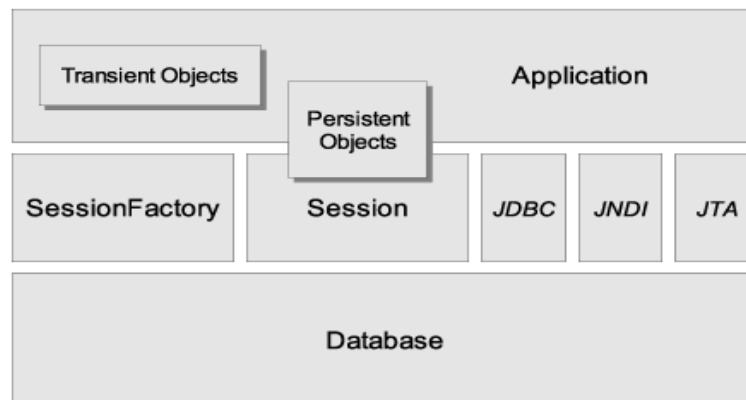 Transient Objects
Application
Persistent
Objects
SessionFactory
Session
JDBC
JNDI
JTA
Database